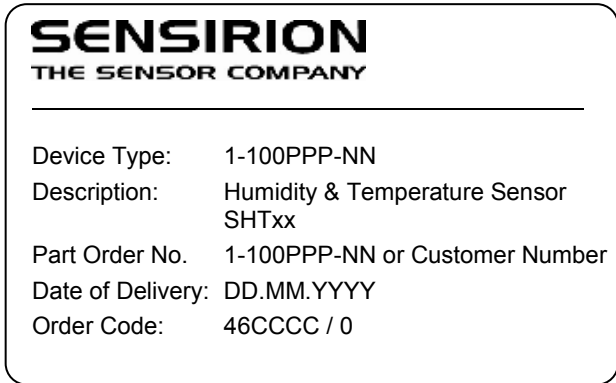 SENSIRION
THE SENSOR COMPANY
Device Type: 1-100PPP-NN
Description: Humidity & Temperature Sensor
SHTxx
Part Order No. 1-100PPP-NN or Customer Number
Date of Delivery: DD.MM.YYYY
Order Code: 46CCCC / 0